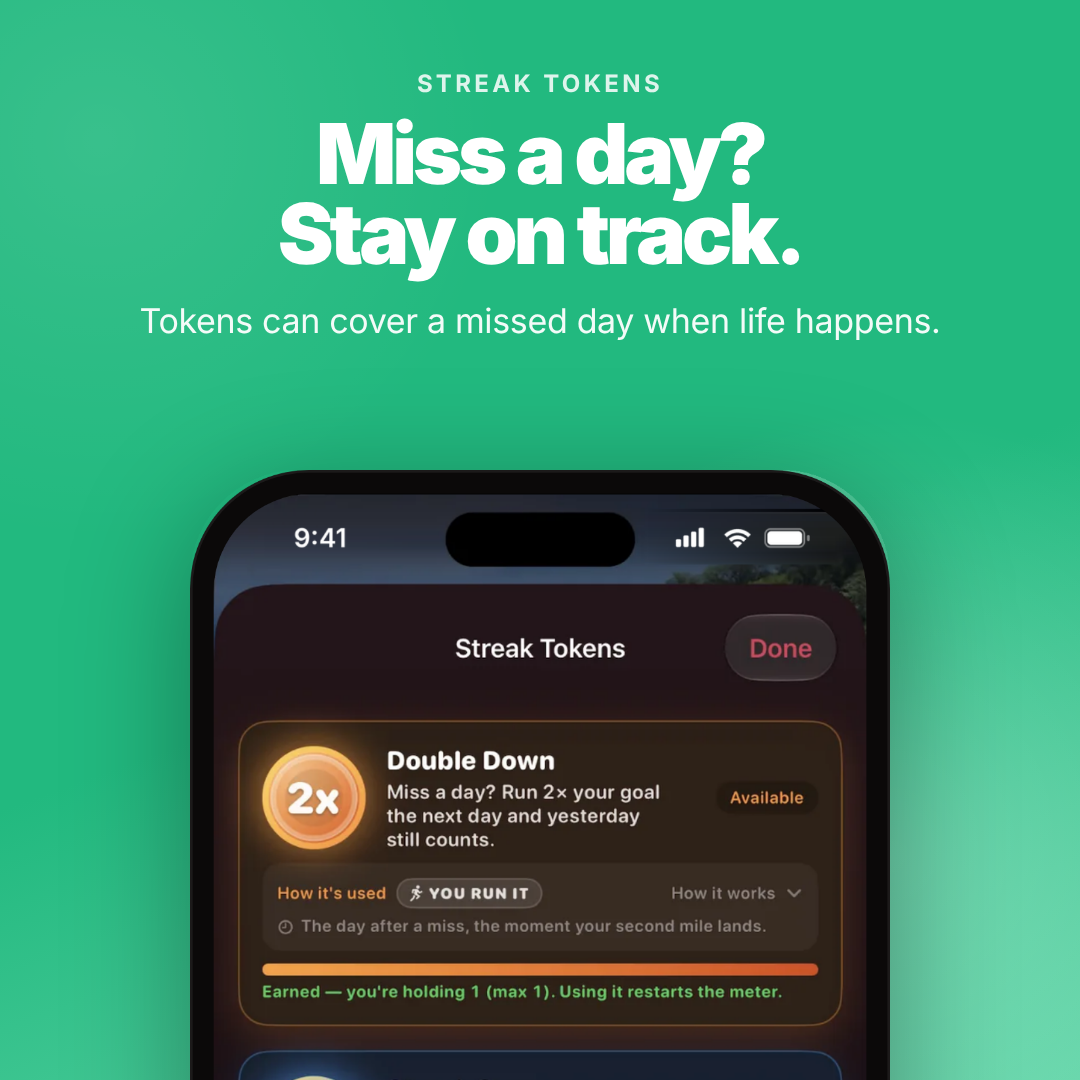 STREAK TOKENS
Miss a day?
Stay on track.
Tokens can cover a missed day when life happens.
9:41
Streak Tokens
Done
2x
Double Down
Miss a day? Run 2× your goal
the next day and yesterday
still counts.
Available
How it's used
YOU RUN IT
How it works
The day after a miss, the moment your second mile lands.
Earned — you're holding 1 (max 1). Using it restarts the meter.